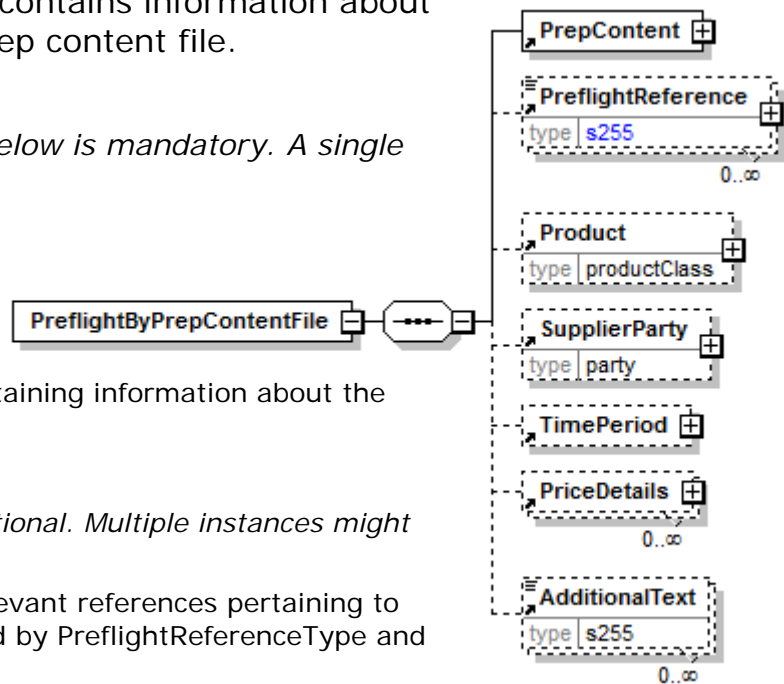 contains information about
ep content file.
elow is mandatory. A single
taining information about the
tional. Multiple instances might
evant references pertaining to
d by PreflightReferenceType and
PreflightByPrepContentFile
PrepContent
PreflightReference
type s255
0..∞
Product
type productClass
SupplierParty
type party
TimePeriod
PriceDetails
0..∞
AdditionalText
type s255
0..∞